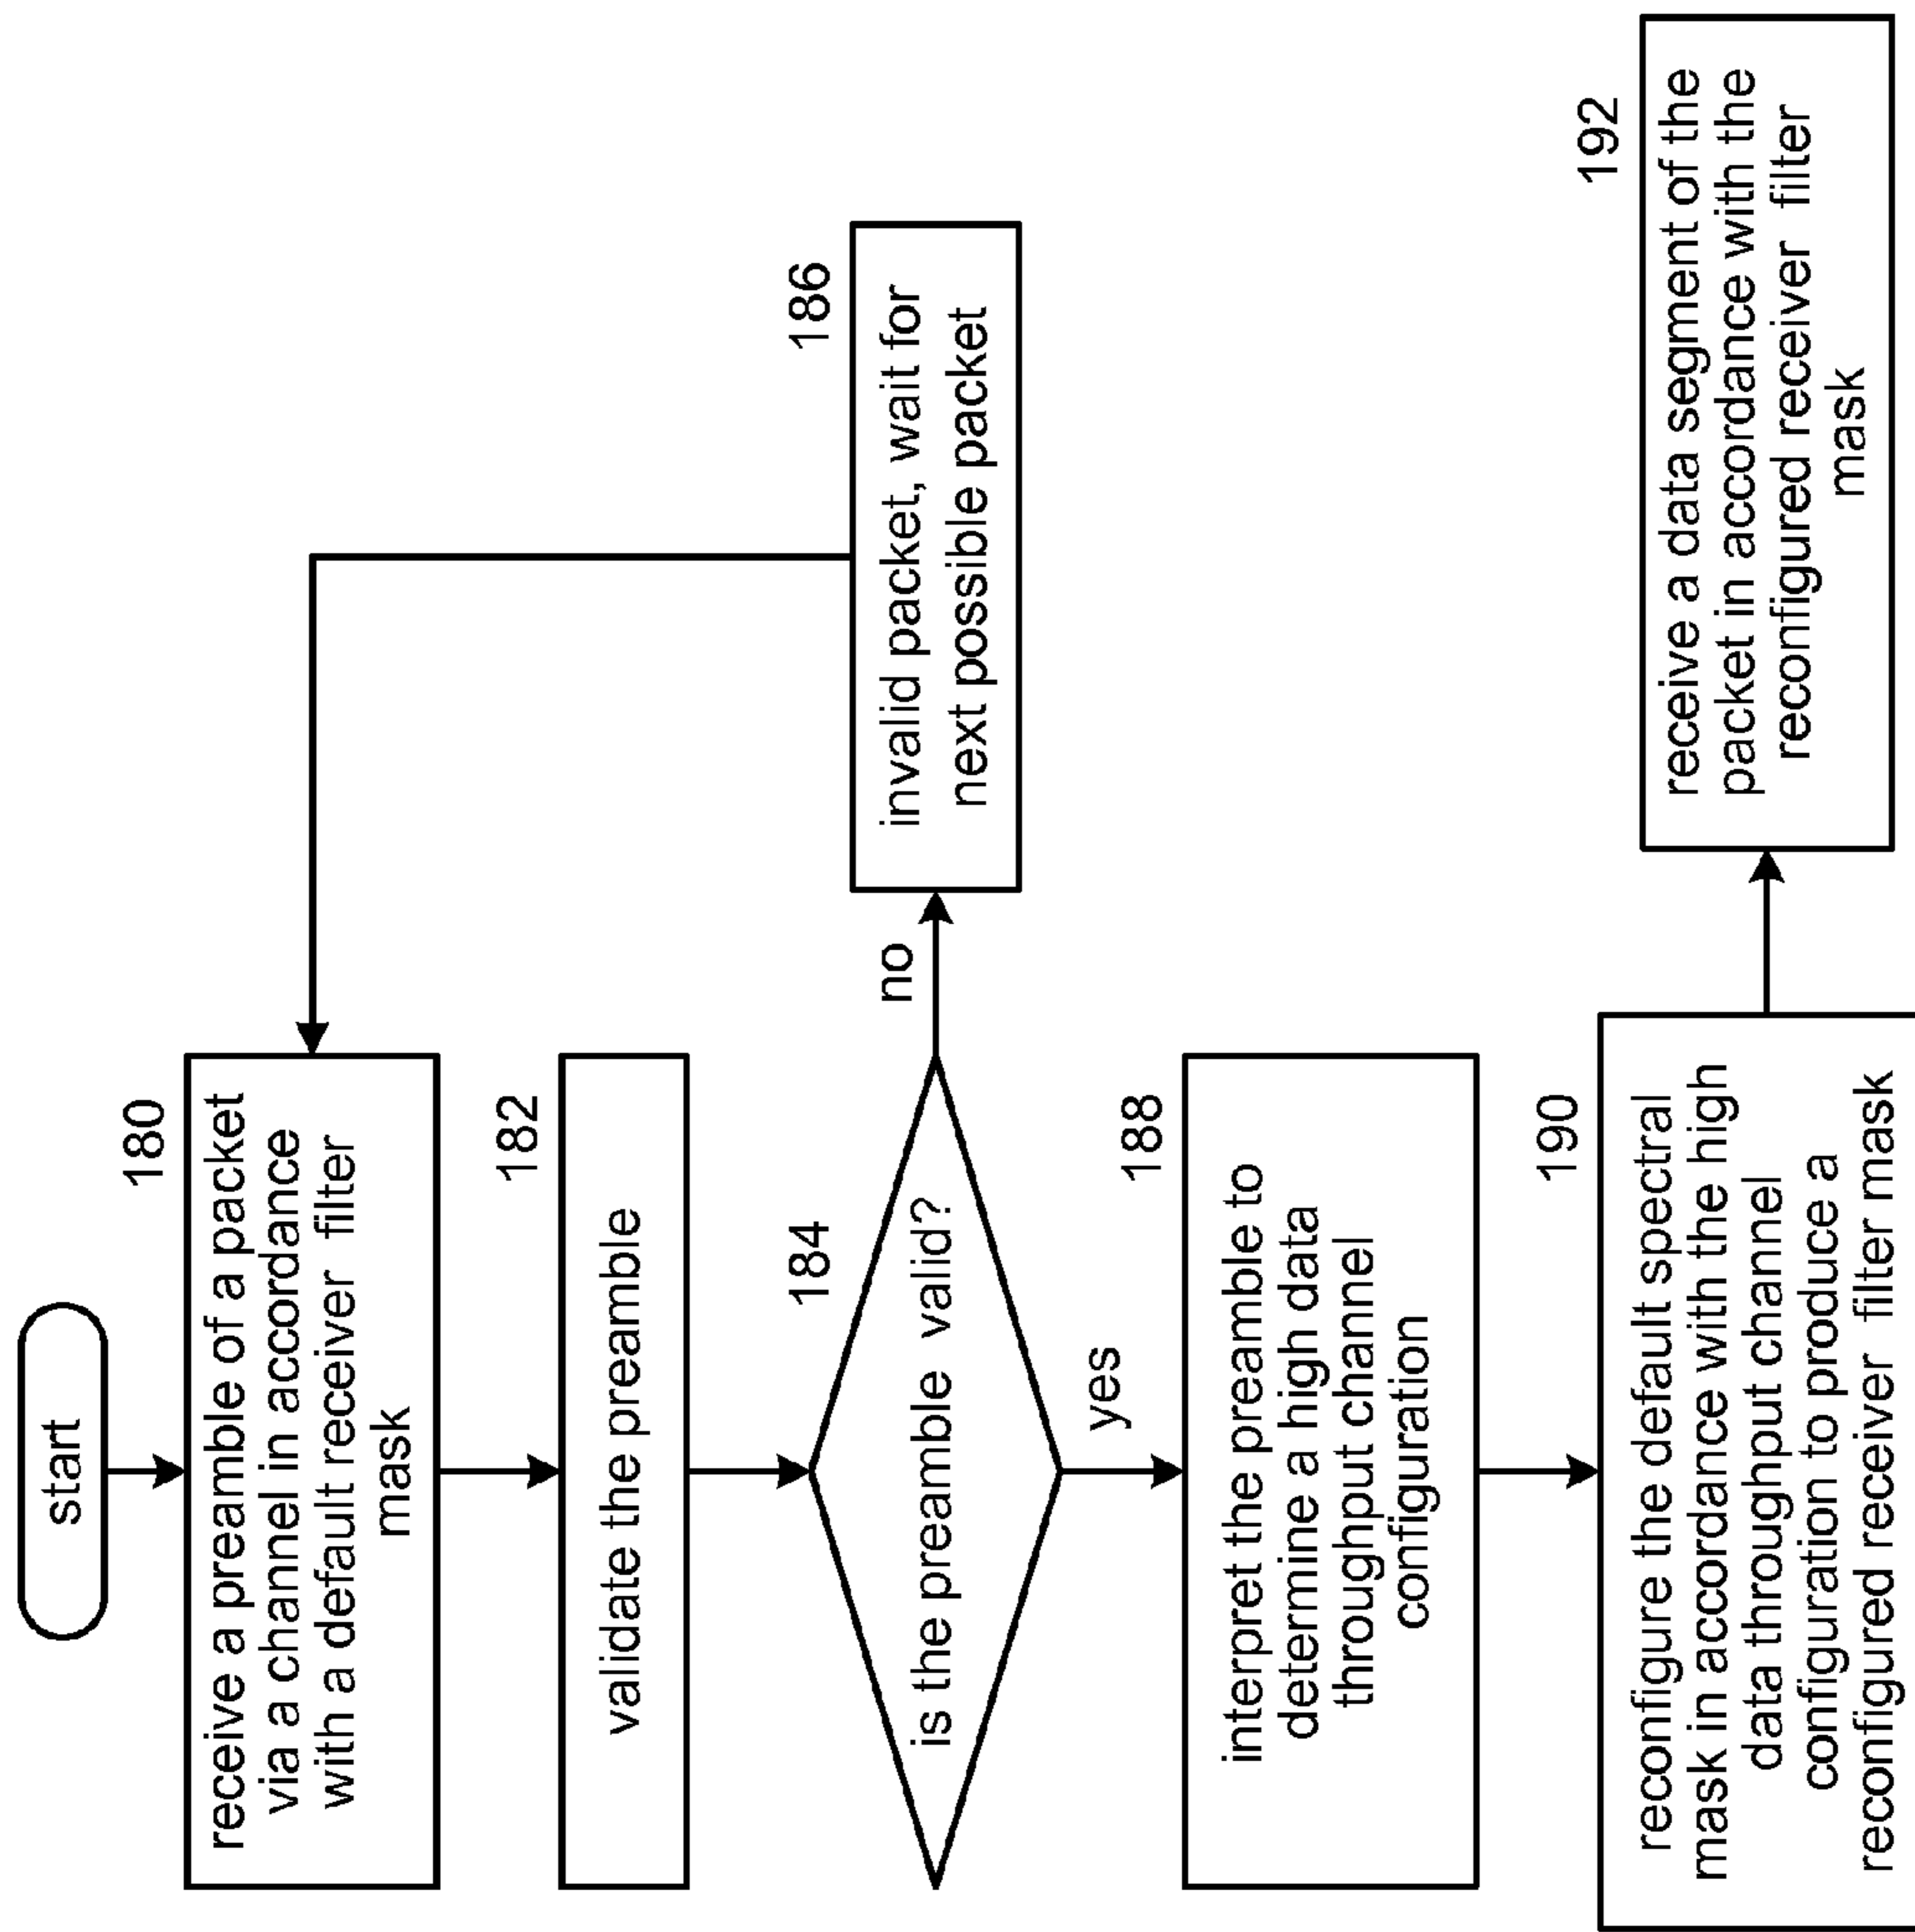 start
180
receive a preamble of a packet
via a channel in accordance
with a default receiver filter
mask
182
validate the preamble
184
is the preamble valid?
no
186
invalid packet, wait for
next possible packet
yes
188
interpret the preamble to
determine a high data
throughput channel
configuration
190
reconfigure the default spectral
mask in accordance with the high
data throughput channel
configuration to produce a
reconfigured receiver filter mask
192
receive a data segment of the
packet in accordance with the
reconfigured receiver filter
mask